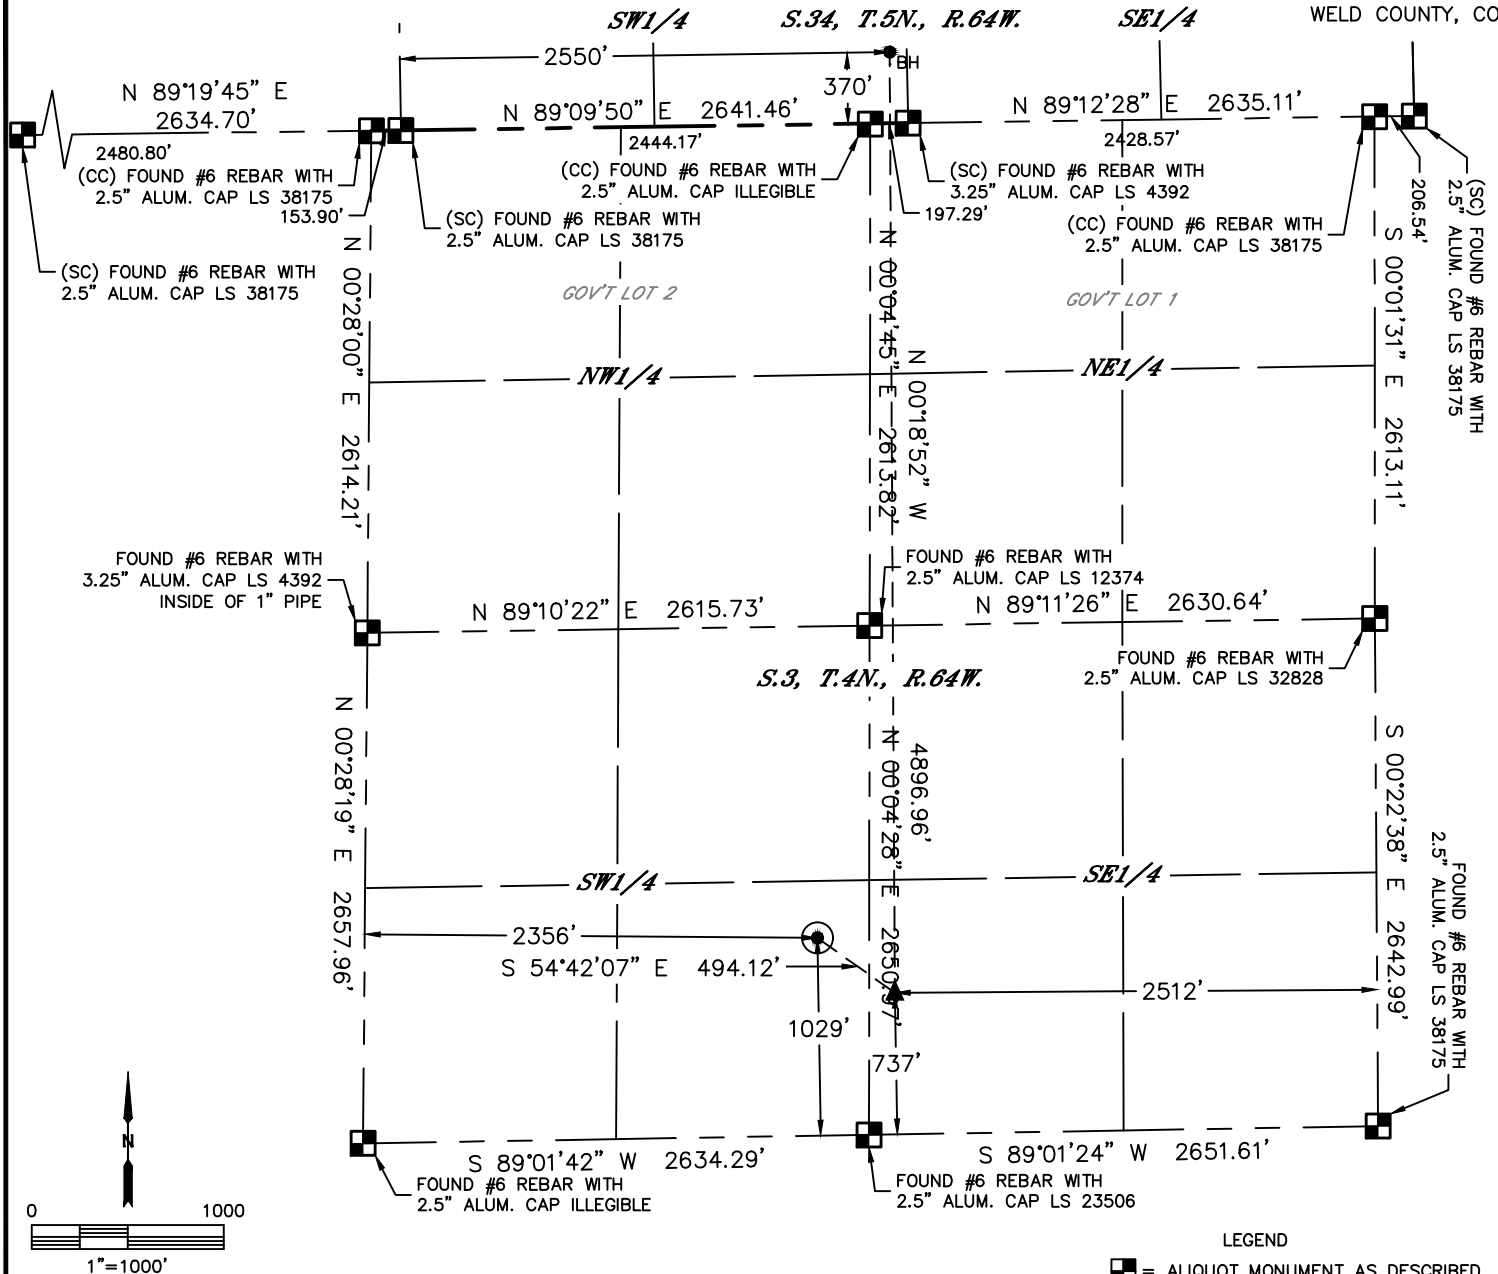 SW1/4
S.34, T.5N., R.64W.
SE1/4
WELD COUNTY, CO
2550'
BH
370'
N 89°19'45" E
2634.70'
N 89°09'50" E 2641.46'
N 89°12'28" E 2635.11'
2480.80'
2444.17'
2428.57'
(CC) FOUND #6 REBAR WITH
2.5" ALUM. CAP LS 38175
153.90'
(CC) FOUND #6 REBAR WITH
2.5" ALUM. CAP ILLEGIBLE
(SC) FOUND #6 REBAR WITH
3.25" ALUM. CAP LS 4392
197.29'
206.54'
(SC) FOUND #6 REBAR WITH
2.5" ALUM. CAP LS 38175
(SC) FOUND #6 REBAR WITH
2.5" ALUM. CAP LS 38175
(CC) FOUND #6 REBAR WITH
2.5" ALUM. CAP LS 38175
(SC) FOUND #6 REBAR WITH
2.5" ALUM. CAP LS 38175
GOV'T LOT 2
GOV'T LOT 1
N 00°28'00" E 2614.21'
N 00°04'45" E 2613.82'
N 00°18'52" W
4896.96'
S 00°01'31" E 2613.11'
NW1/4
NE1/4
FOUND #6 REBAR WITH
3.25" ALUM. CAP LS 4392
INSIDE OF 1" PIPE
FOUND #6 REBAR WITH
2.5" ALUM. CAP LS 12374
N 89°10'22" E 2615.73'
N 89°11'26" E 2630.64'
FOUND #6 REBAR WITH
2.5" ALUM. CAP LS 32828
S.3, T.4N., R.64W.
N 00°28'19" E 2657.96'
N 00°04'28" E 2650.97'
S 00°22'38" E 2642.99'
SW1/4
SE1/4
FOUND #6 REBAR WITH
2.5" ALUM. CAP LS 38175
2356'
S 54°42'07" E 494.12'
2512'
1029'
737'
S 89°01'42" W 2634.29'
S 89°01'24" W 2651.61'
FOUND #6 REBAR WITH
2.5" ALUM. CAP ILLEGIBLE
FOUND #6 REBAR WITH
2.5" ALUM. CAP LS 23506
N
0 1000
1"=1000'
LEGEND
= ALIQUOT MONUMENT AS DESCRIBED